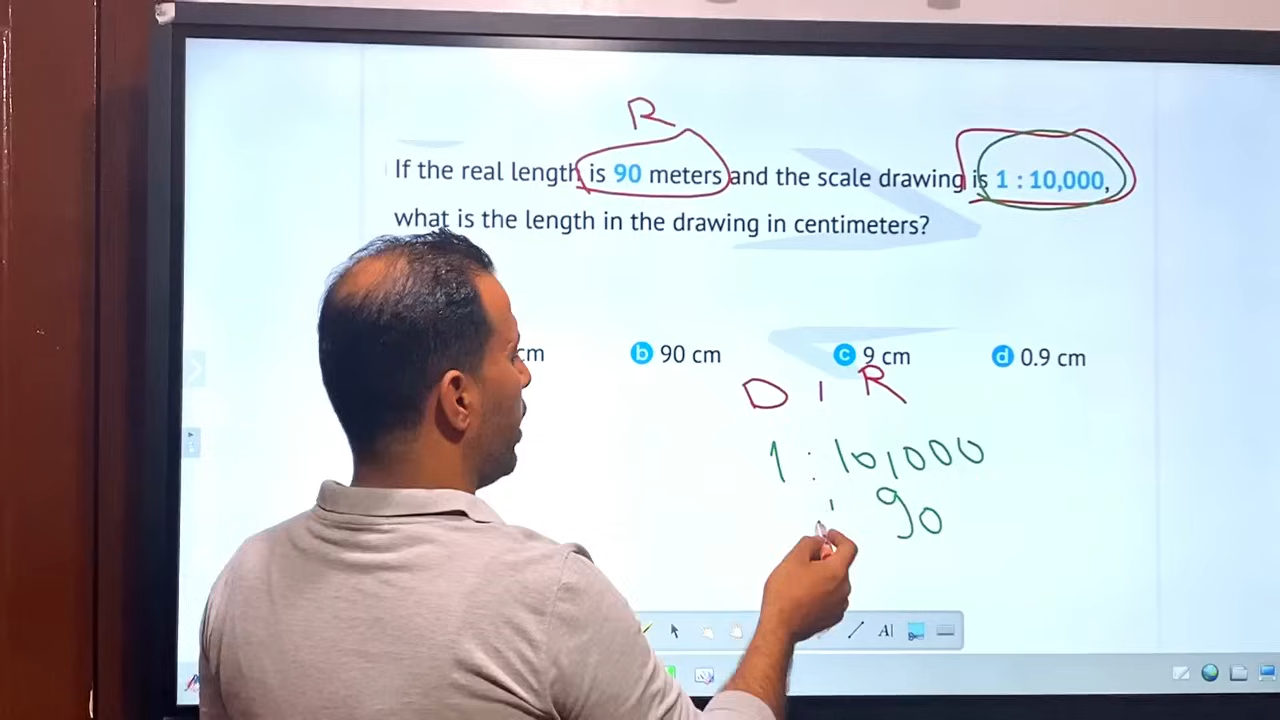 R
If the real length is 90 meters and the scale drawing is 1 : 10,000,
what is the length in the drawing in centimeters?
cm b 90 cm c 9 cm d 0.9 cm
D : R
1 : 10,000
: 90
A